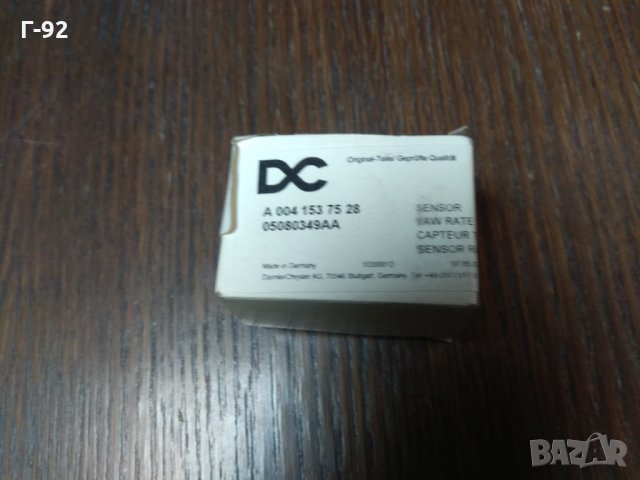 Г-92
DC
Original-Teile/ Geprüfte Qualität
A 004 153 75 28
05080349AA
SENSOR
YAW RATE
CAPTEUR
SENSOR
Made in Germany
DaimlerChrysler AG, 70546 Stuttgart, Germany
BAZAR